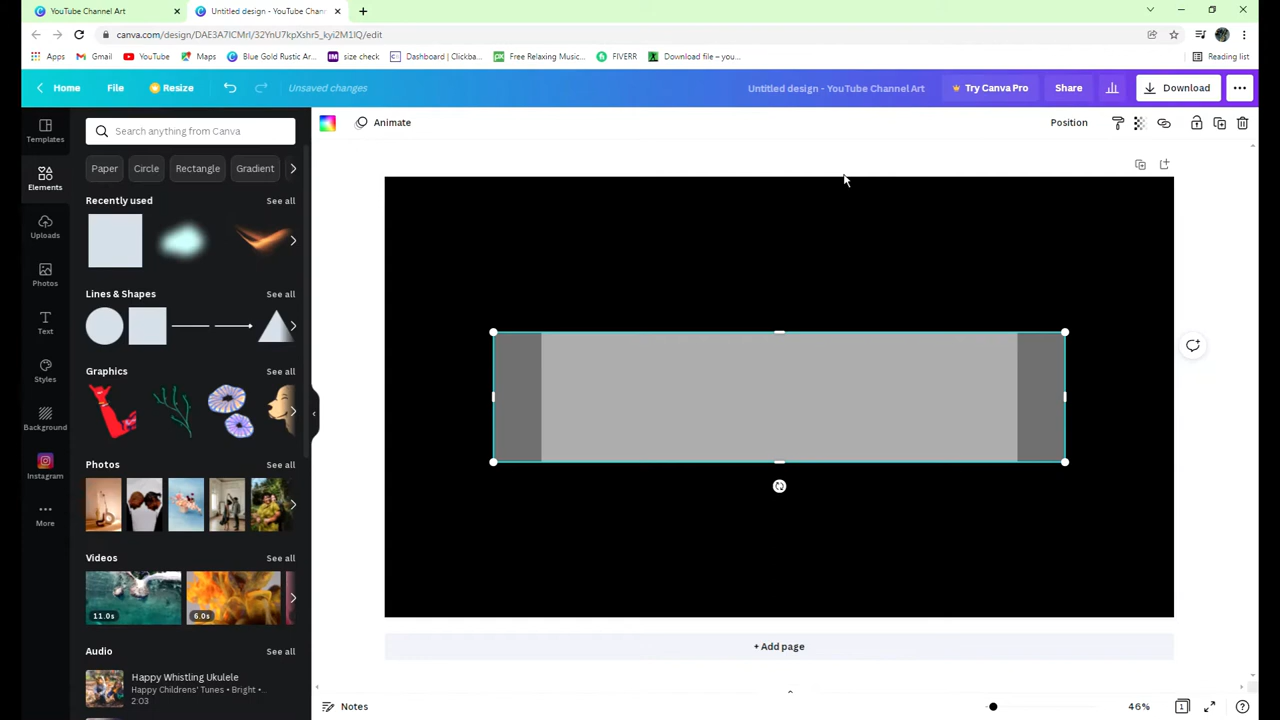 YouTube Channel Art
Untitled design - YouTube Chann
canva.com/design/DAE3A7ICMrI/32YnU7kpXshr5_kyi2M1IQ/edit
Apps
Gmail
YouTube
Maps
Blue Gold Rustic Ar...
size check
Dashboard | Clickba...
Free Relaxing Music...
FIVERR
Download file – you...
Reading list
Home
File
Resize
Unsaved changes
Untitled design - YouTube Channel Art
Try Canva Pro
Share
Download
Templates
Elements
Uploads
Photos
Text
Styles
Background
Instagram
More
Search anything from Canva
Animate
Position
Paper
Circle
Rectangle
Gradient
Recently used
See all
Lines & Shapes
See all
Graphics
See all
Photos
See all
Videos
See all
11.0s
6.0s
Audio
See all
Happy Whistling Ukulele
Happy Childrens' Tunes • Bright • ..
2:03
+ Add page
Notes
46%
1